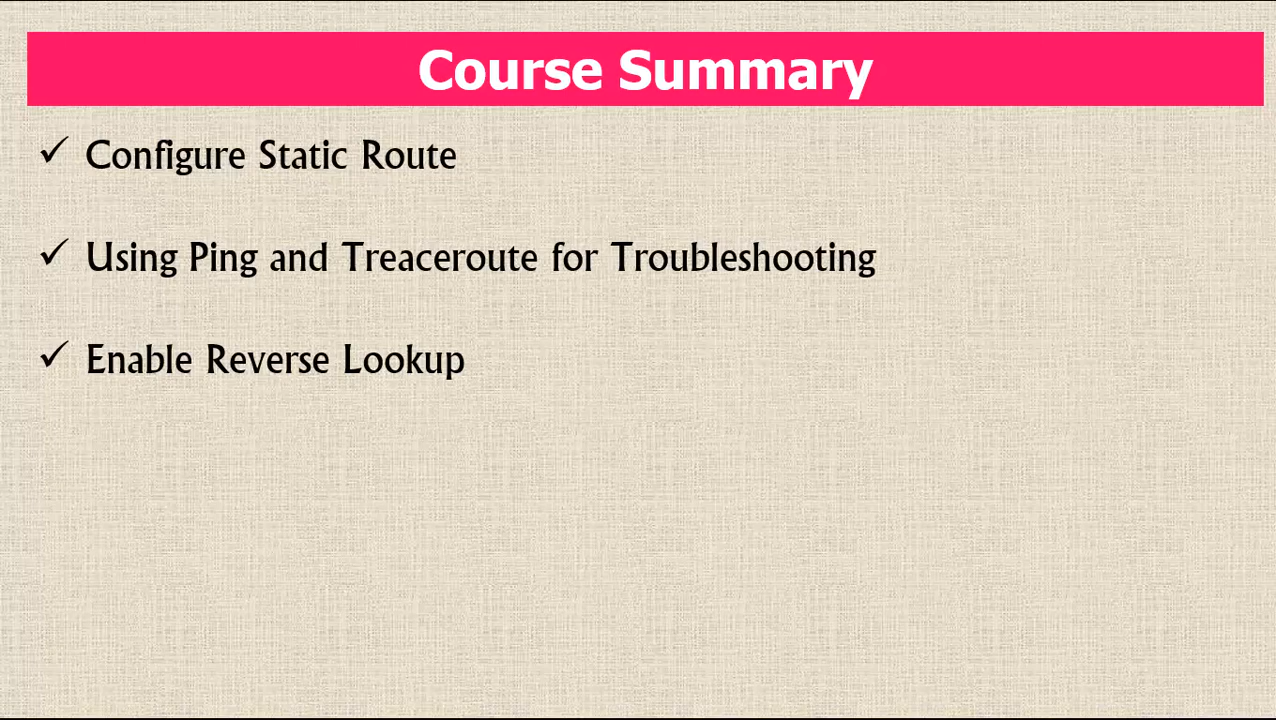 Course Summary
✓ Configure Static Route
✓ Using Ping and Treaceroute for Troubleshooting
✓ Enable Reverse Lookup